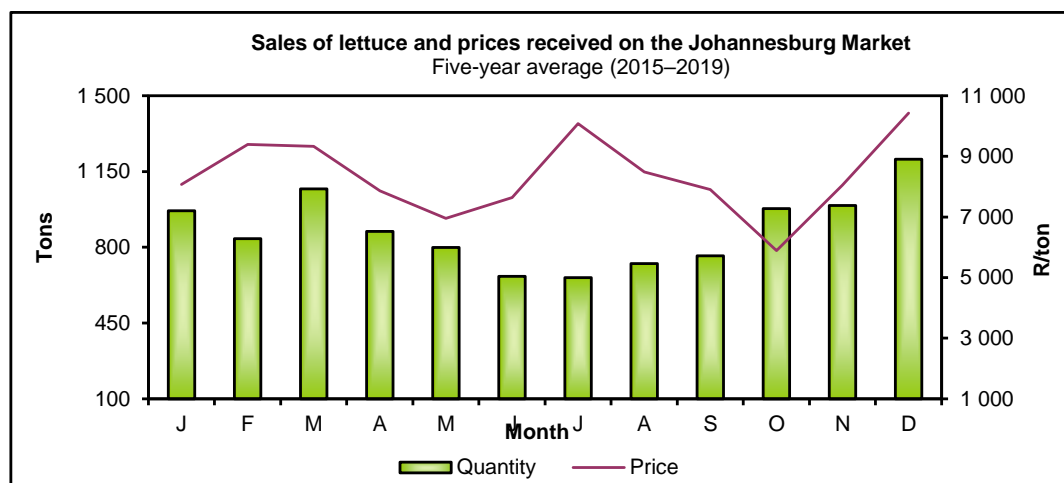 Sales of lettuce and prices received on the Johannesburg Market
Five-year average (2015–2019)
Tons
1 500
1 150
800
450
100
11 000
9 000
7 000
5 000
3 000
1 000
R/ton
J F M A M J J A S O N D
Month
Quantity Price